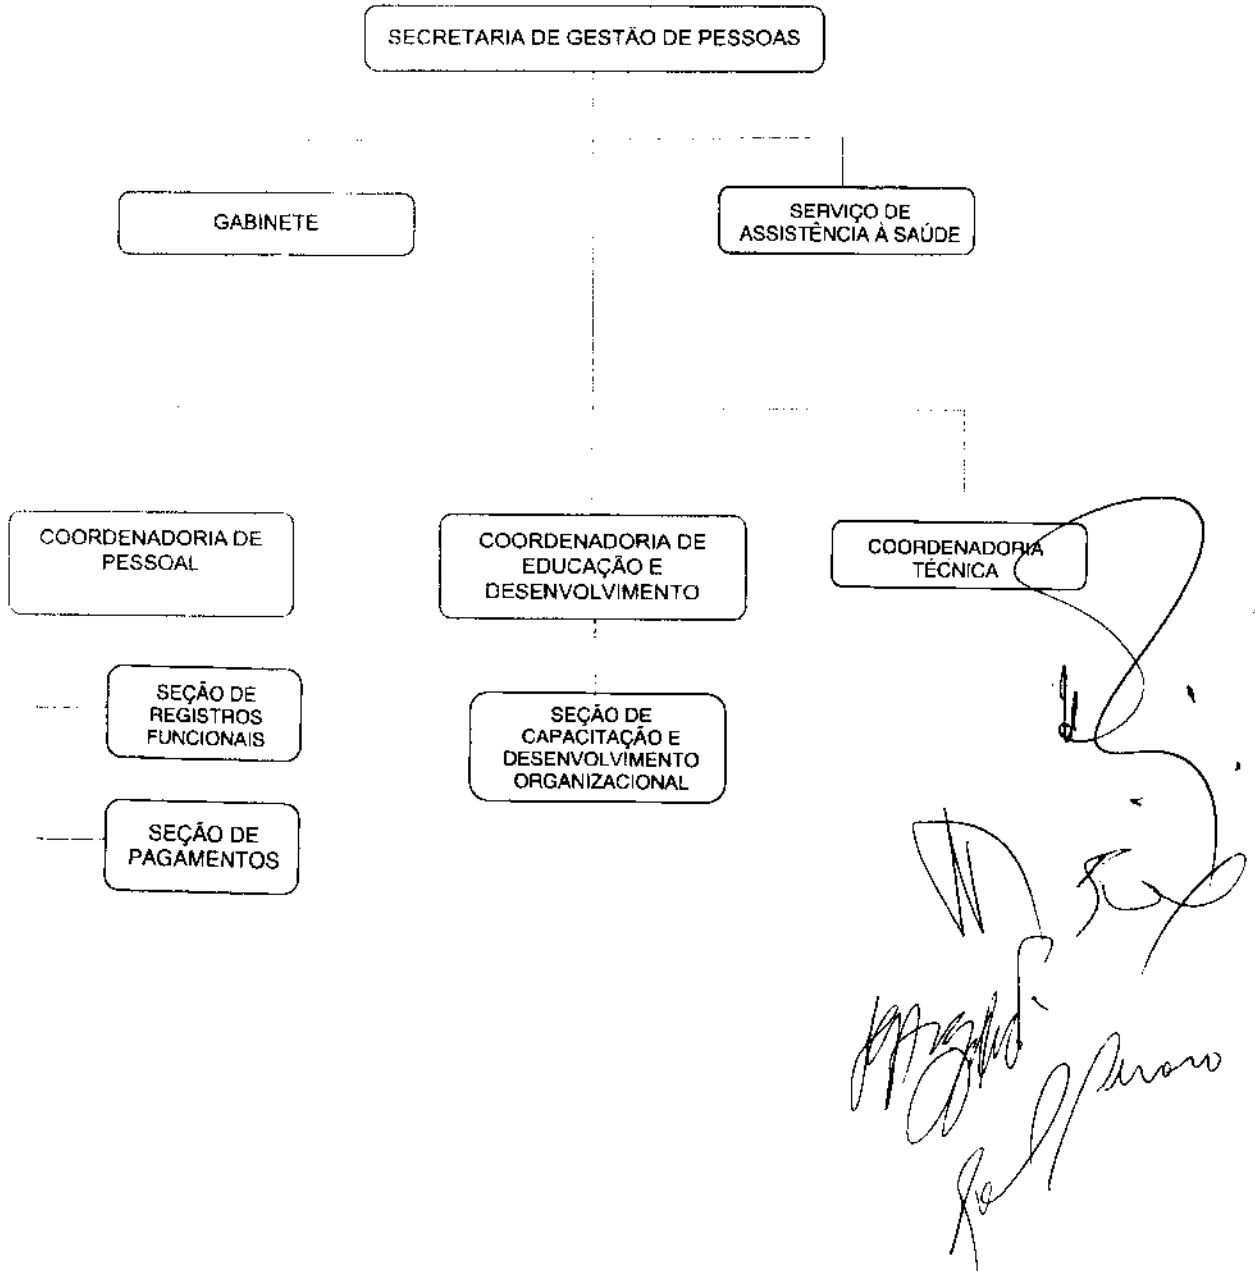 SECRETARIA DE GESTÃO DE PESSOAS
GABINETE
SERVIÇO DE
ASSISTÊNCIA À SAÚDE
COORDENADORIA DE
PESSOAL
COORDENADORIA DE
EDUCAÇÃO E
DESENVOLVIMENTO
COORDENADORIA
TÉCNICA
SEÇÃO DE
REGISTROS
FUNCIONAIS
SEÇÃO DE
CAPACITAÇÃO E
DESENVOLVIMENTO
ORGANIZACIONAL
SEÇÃO DE
PAGAMENTOS